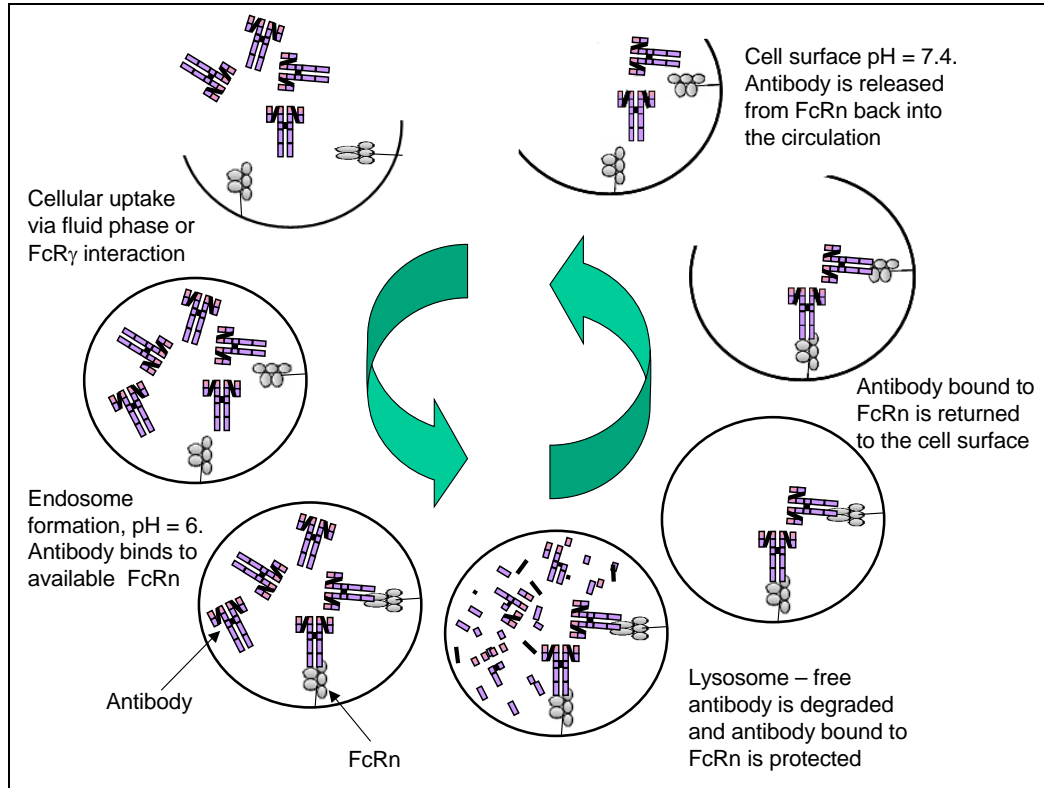 Cell surface pH = 7.4.
Antibody is released
from FcRn back into
the circulation
Cellular uptake
via fluid phase or
FcRγ interaction
Antibody bound to
FcRn is returned
to the cell surface
Endosome
formation, pH = 6.
Antibody binds to
available FcRn
Antibody
FcRn
Lysosome – free
antibody is degraded
and antibody bound to
FcRn is protected